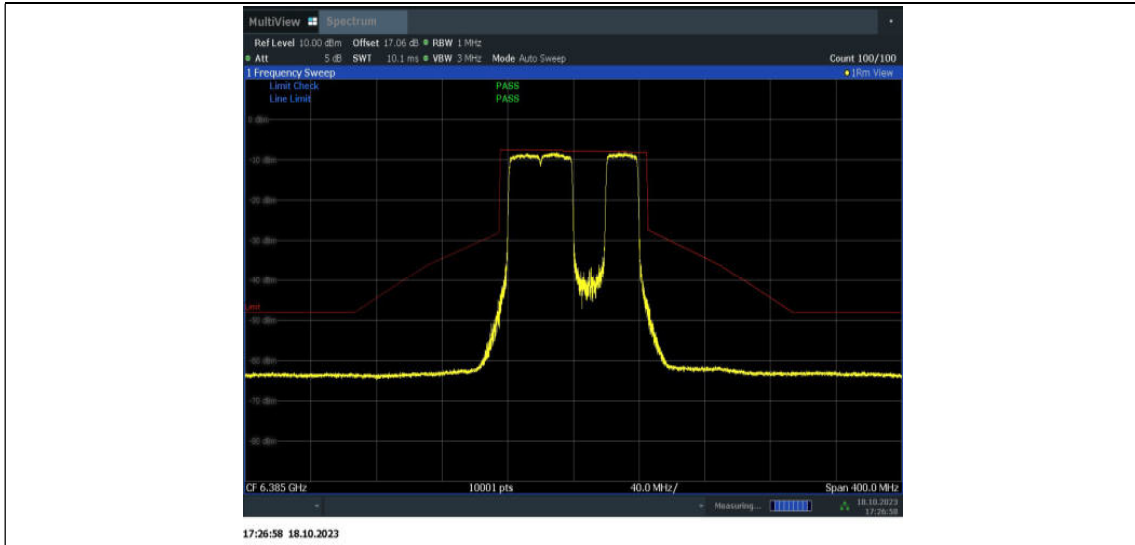 MultiView Spectrum
Ref Level 10.00 dBm Offset 17.06 dB RBW 1 MHz
Att 5 dB SWT 10.1 ms VBW 3 MHz Mode Auto Sweep Count 100/100
1 Frequency Sweep 1Rm View
Limit Check PASS
Line Limit PASS
0 dBm
-10 dBm
-20 dBm
-30 dBm
-40 dBm
-50 dBm
-60 dBm
-70 dBm
-80 dBm
CF 6.385 GHz 10001 pts 40.0 MHz/ Span 400.0 MHz
Measuring... 18.10.2023
17:26:58
17:26:58 18.10.2023